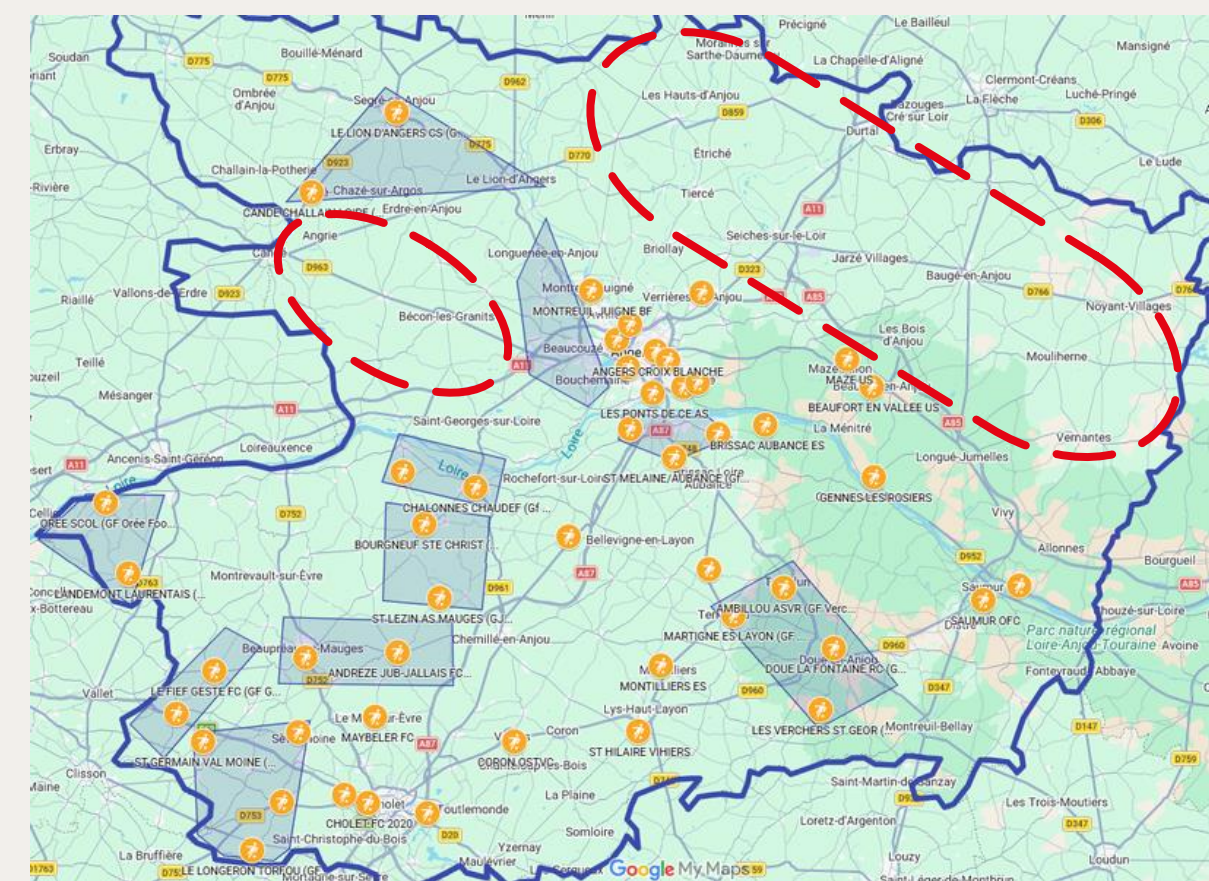 Précigné
Le Bailleul
Soudan
Bouillé-Ménard
Morannes sur
Sarthe-Daumeray
Mansigné
D775
D775
D962
La Chapelle-d'Aligné
Ombrée
d'Anjou
Segré-en-Anjou
Les Hauts-d'Anjou
Clermont-Créans
Luché-Pringé
La Flèche
D859
Bazouges
Cré sur Loir
D306
LE LION D'ANGERS CS (G...
Durtal
Erbray
D775
D770
Étriché
Challain-la-Potherie
D923
Le Lion-d'Angers
Le Lude
-Rivière
Chazé-sur-Argos
Tiercé
CANDE CHALLAIN LOIRE (
Erdre-en-Anjou
A11
Angrie
Candé
Longuenée-en-Anjou
Briollay
Seiches-sur-le-Loir
Jarzé Villages
D963
D323
Baugé-en-Anjou
Riaillé
Vallons-de-l'Erdre
D923
Verrières
Anjou
A85
D766
D766
Noyant-Villages
Bécon-les-Granits
MONTREUIL JUIGNE BF
Les Bois
d'Anjou
Beaucouzé
Teillé
A11
ANGERS CROIX BLANCHE
Mouliherne
Bouchemaine
MAZE US
Mésanger
BEAUFORT EN VALLEE US
A11
Saint-Georges-sur-Loire
LES PONTS DE CE AS
La Ménitré
A85
Loireauxence
A87
BRISSAC AUBANCE ES
Vernantes
Loire
Ancenis-Saint-Géréon
A11
Loire
Longué-Jumelles
Rochefort-sur-Loire
ST MELAINE/AUBANCE (Gf...
Brissac Loire
Aubance
Loire
GENNES LES ROSIERS
CHALONNES CHAUDEF (Gf ...
OREE SCOL (GF Orée Foo...
D752
Vivy
BOURGNEUF STE CHRIST (...
Bellevigne-en-Layon
Allonnes
D952
Bourgueil
Montrevault-sur-Èvre
A87
D763
D961
Saumur
A85
LANDEMONT LAURENTAIS (...
AMBILLOU ASVR (GF Verc...
ST LEZIN AS MAUGES (GJ...
SAUMUR OFC
Distré
MARTIGNE ES LAYON (GF...
Parc naturel régional
Loire-Anjou-Touraine
Chemillé-en-Anjou
D960
Avoine
Beaupréau-en-Mauges
ANDREZE JUB-JALLAIS FC...
DOUE LA FONTAINE RC (G...
Fontevraud-Abbaye
D752
MONTILLIERS ES
D347
LE FIEF GESTE FC (GF G...
Vallet
D960
Lys-Haut-Layon
D147
MAYBELER FC
Coron
LES VERCHERS ST GEOR (
Montreuil-Bellay
A87
CORON OSTVC
ST HILAIRE VIHIERS
ST GERMAIN VAL MOINE (...
D759
Clisson
Saint-Martin-de-Sanzay
La Plaine
Les Trois-Moutiers
CHOLET FC 2020
Toutlemonde
D753
Loretz-d'Argenton
D347
Somloire
D20
Saint-Christophe-du-Bois
Yzernay
La Bruffière
Maulévrier
Louzy
Loudun
LE LONGERON TORFOU (GF
Google My Maps